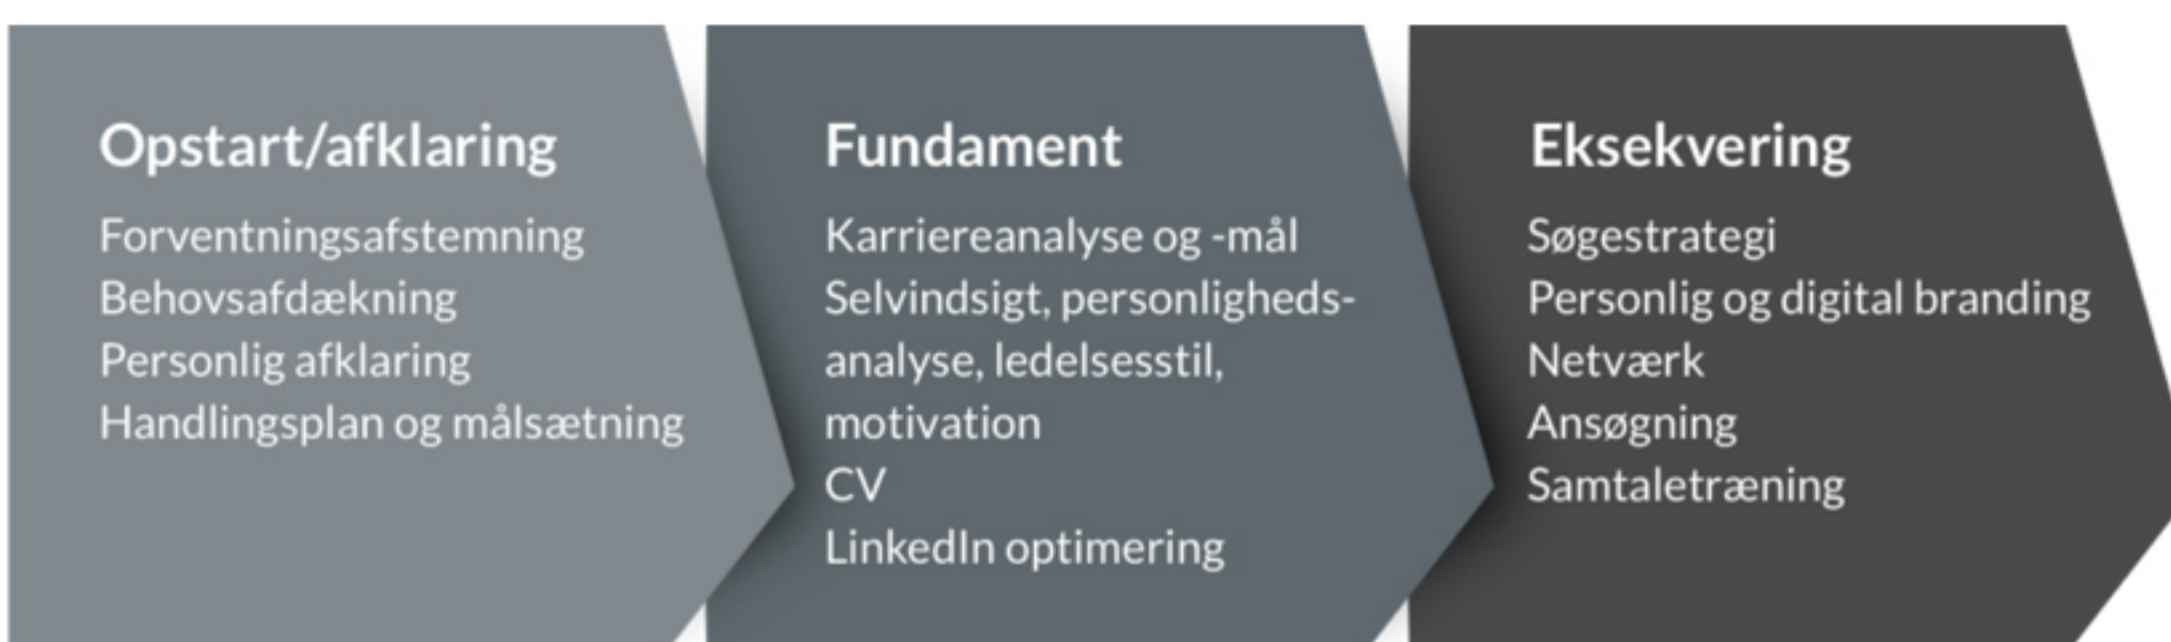 Opstart/afklaring
Forventningsafstemning
Behovsafdækning
Personlig afklaring
Handlingsplan og målsætning
Fundament
Karriereanalyse og -mål
Selvindsigt, personligheds-
analyse, ledelsesstil,
motivation
CV
LinkedIn optimering
Eksekvering
Søgestrategi
Personlig og digital branding
Netværk
Ansøgning
Samtaletræning